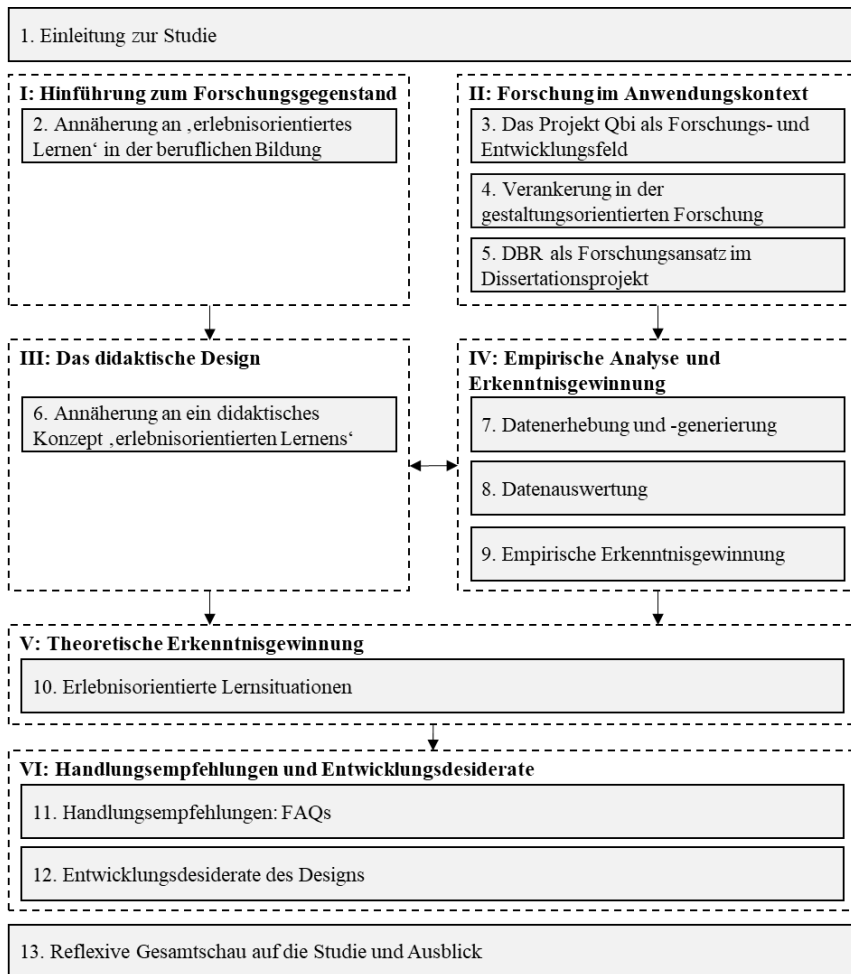 1. Einleitung zur Studie
I: Hinführung zum Forschungsgegenstand
2. Annäherung an ‚erlebnisorientiertes
Lernen‘ in der beruflichen Bildung
II: Forschung im Anwendungskontext
3. Das Projekt Qbi als Forschungs- und
Entwicklungsfeld
4. Verankerung in der
gestaltungsorientierten Forschung
5. DBR als Forschungsansatz im
Dissertationsprojekt
III: Das didaktische Design
6. Annäherung an ein didaktisches
Konzept ‚erlebnisorientierten Lernens‘
IV: Empirische Analyse und
Erkenntnisgewinnung
7. Datenerhebung und -generierung
8. Datenauswertung
9. Empirische Erkenntnisgewinnung
V: Theoretische Erkenntnisgewinnung
10. Erlebnisorientierte Lernsituationen
VI: Handlungsempfehlungen und Entwicklungsdesiderate
11. Handlungsempfehlungen: FAQs
12. Entwicklungsdesiderate des Designs
13. Reflexive Gesamtschau auf die Studie und Ausblick